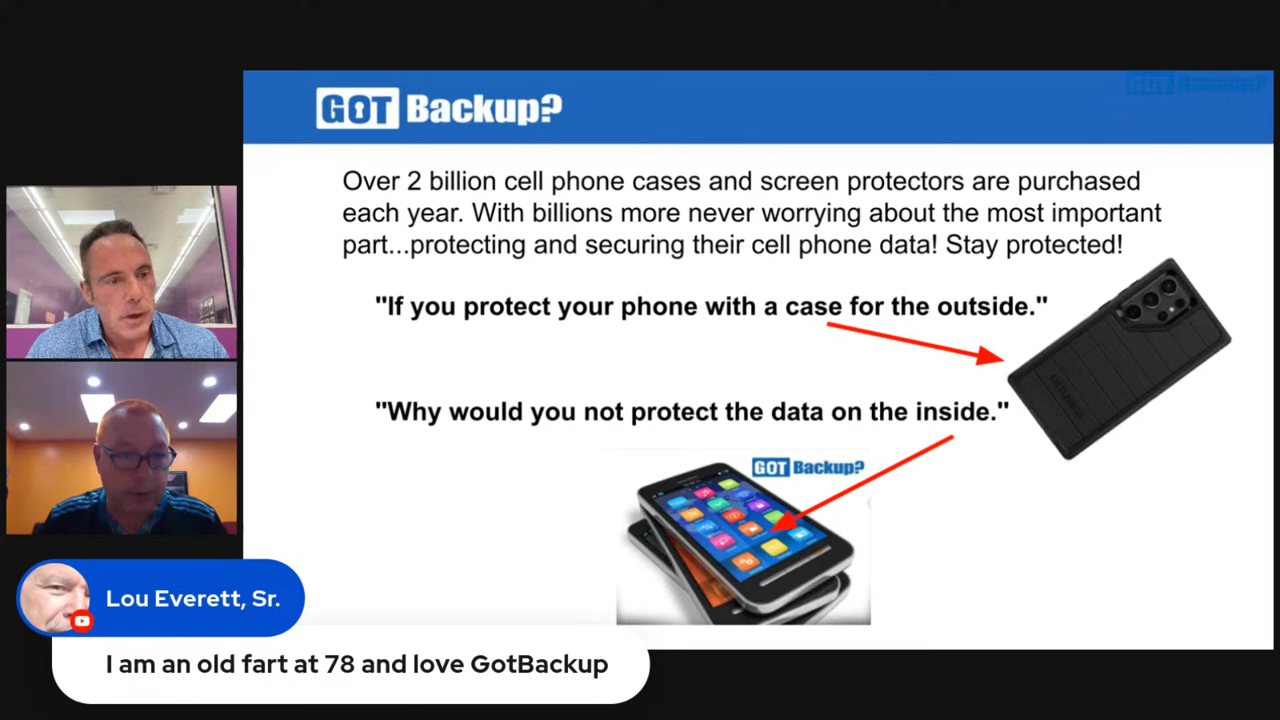 GOT Backup?
GOT Backup?
Over 2 billion cell phone cases and screen protectors are purchased
each year. With billions more never worrying about the most important
part...protecting and securing their cell phone data! Stay protected!
"If you protect your phone with a case for the outside."
"Why would you not protect the data on the inside."
GOT Backup?
Lou Everett, Sr.
I am an old fart at 78 and love GotBackup